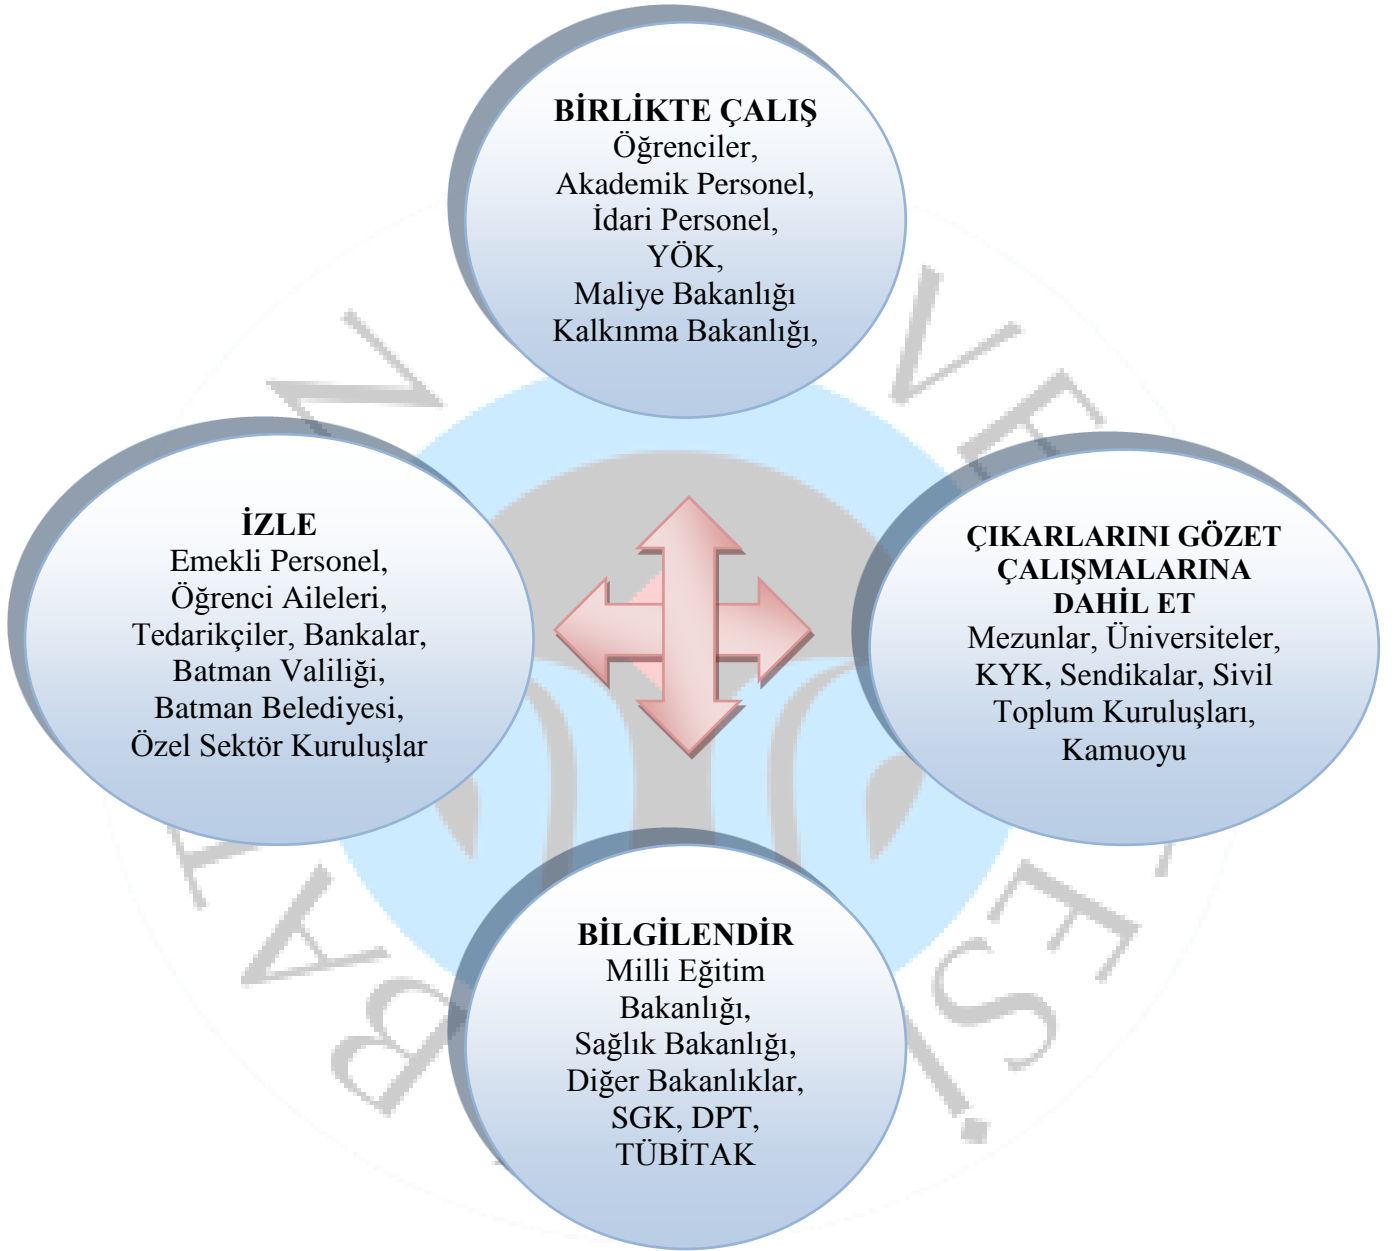 BİRLİKTE ÇALIŞ
Öğrenciler,
Akademik Personel,
İdari Personel,
YÖK,
Maliye Bakanlığı
Kalkınma Bakanlığı,
İZLE
Emekli Personel,
Öğrenci Aileleri,
Tedarikçiler, Bankalar,
Batman Valiliği,
Batman Belediyesi,
Özel Sektör Kuruluşlar
ÇIKARLARINI GÖZET
ÇALIŞMALARINA
DAHİL ET
Mezunlar, Üniversiteler,
KYK, Sendikalar, Sivil
Toplum Kuruluşları,
Kamuoyu
BİLGİLENDİR
Milli Eğitim
Bakanlığı,
Sağlık Bakanlığı,
Diğer Bakanlıklar,
SGK, DPT,
TÜBİTAK